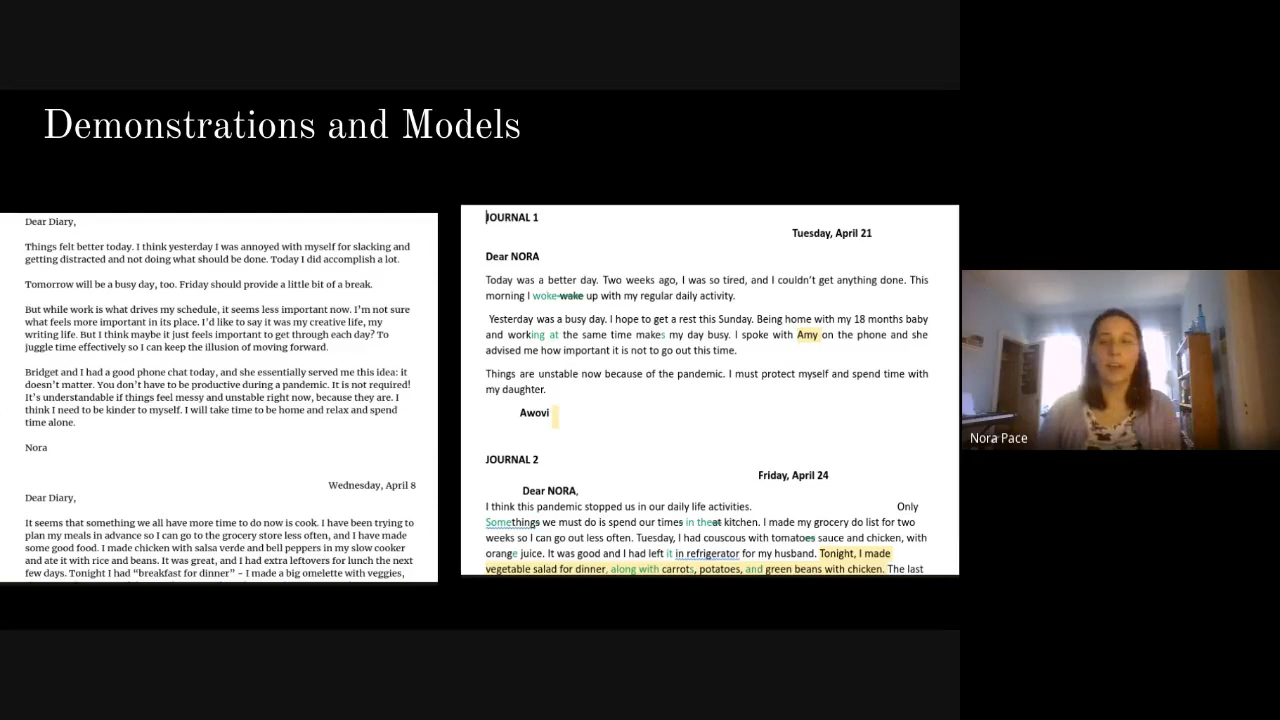 Demonstrations and Models
Dear Diary,
Things felt better today. I think yesterday I was annoyed with myself for slacking and
getting distracted and not doing what should be done. Today I did accomplish a lot.
Tomorrow will be a busy day, too. Friday should provide a little bit of a break.
But while work is what drives my schedule, it seems less important now. I'm not sure
what feels more important in its place. I'd like to say it was my creative life, my
writing life. But I think maybe it just feels important to get through each day? To
juggle time effectively so I can keep the illusion of moving forward.
Bridget and I had a good phone chat today, and she essentially served me this idea: it
doesn't matter. You don't have to be productive during a pandemic. It is not required!
It's understandable if things feel messy and unstable right now, because they are. I
think I need to be kinder to myself. I will take time to be home and relax and spend
time alone.
Nora
Wednesday, April 8
Dear Diary,
It seems that something we all have more time to do now is cook. I have been trying to
plan my meals in advance so I can go to the grocery store less often, and I have made
some good food. I made chicken with salsa verde and bell peppers in my slow cooker
and ate it with rice and beans. It was great, and I had extra leftovers for lunch the next
few days. Tonight I had “breakfast for dinner” - I made a big omelette with veggies,
JOURNAL 1
Tuesday, April 21
Dear NORA
Today was a better day. Two weeks ago, I was so tired, and I couldn't get anything done. This
morning I woke wake up with my regular daily activity.
Yesterday was a busy day. I hope to get a rest this Sunday. Being home with my 18 months baby
and working at the same time makes my day busy. I spoke with Amy on the phone and she
advised me how important it is not to go out this time.
Things are unstable now because of the pandemic. I must protect myself and spend time with
my daughter.
Awovi
JOURNAL 2
Friday, April 24
Dear NORA,
I think this pandemic stopped us in our daily life activities. Only
Somethings we must do is spend our times in theat kitchen. I made my grocery do list for two
weeks so I can go out less often. Tuesday, I had couscous with tomatoes sauce and chicken, with
orange juice. It was good and I had left it in refrigerator for my husband. Tonight, I made
vegetable salad for dinner, along with carrots, potatoes, and green beans with chicken. The last
Nora Pace